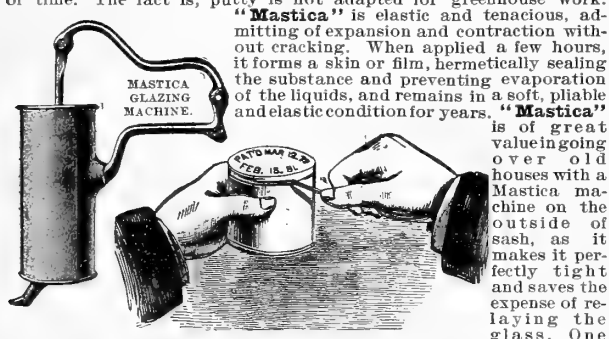 of time. The fact is, putty is not adapted for greenhouse work.
"Mastica" is elastic and tenacious, ad-
mitting of expansion and contraction with-
out cracking. When applied a few hours,
it forms a skin or film, hermetically sealing
the substance and preventing evaporation
of the liquids, and remains in a soft, pliable
and elastic condition for years. "Mastica"
is of great
value in going
over old
houses with a
Mastica ma-
chine on the
outside of
sash, as it
makes it per-
fectly tight
and saves the
expense of re-
laying the
glass. One
MASTICA
GLAZING
MACHINE.
PAT'D MAR. 12. 79
FEB. 15. 81.